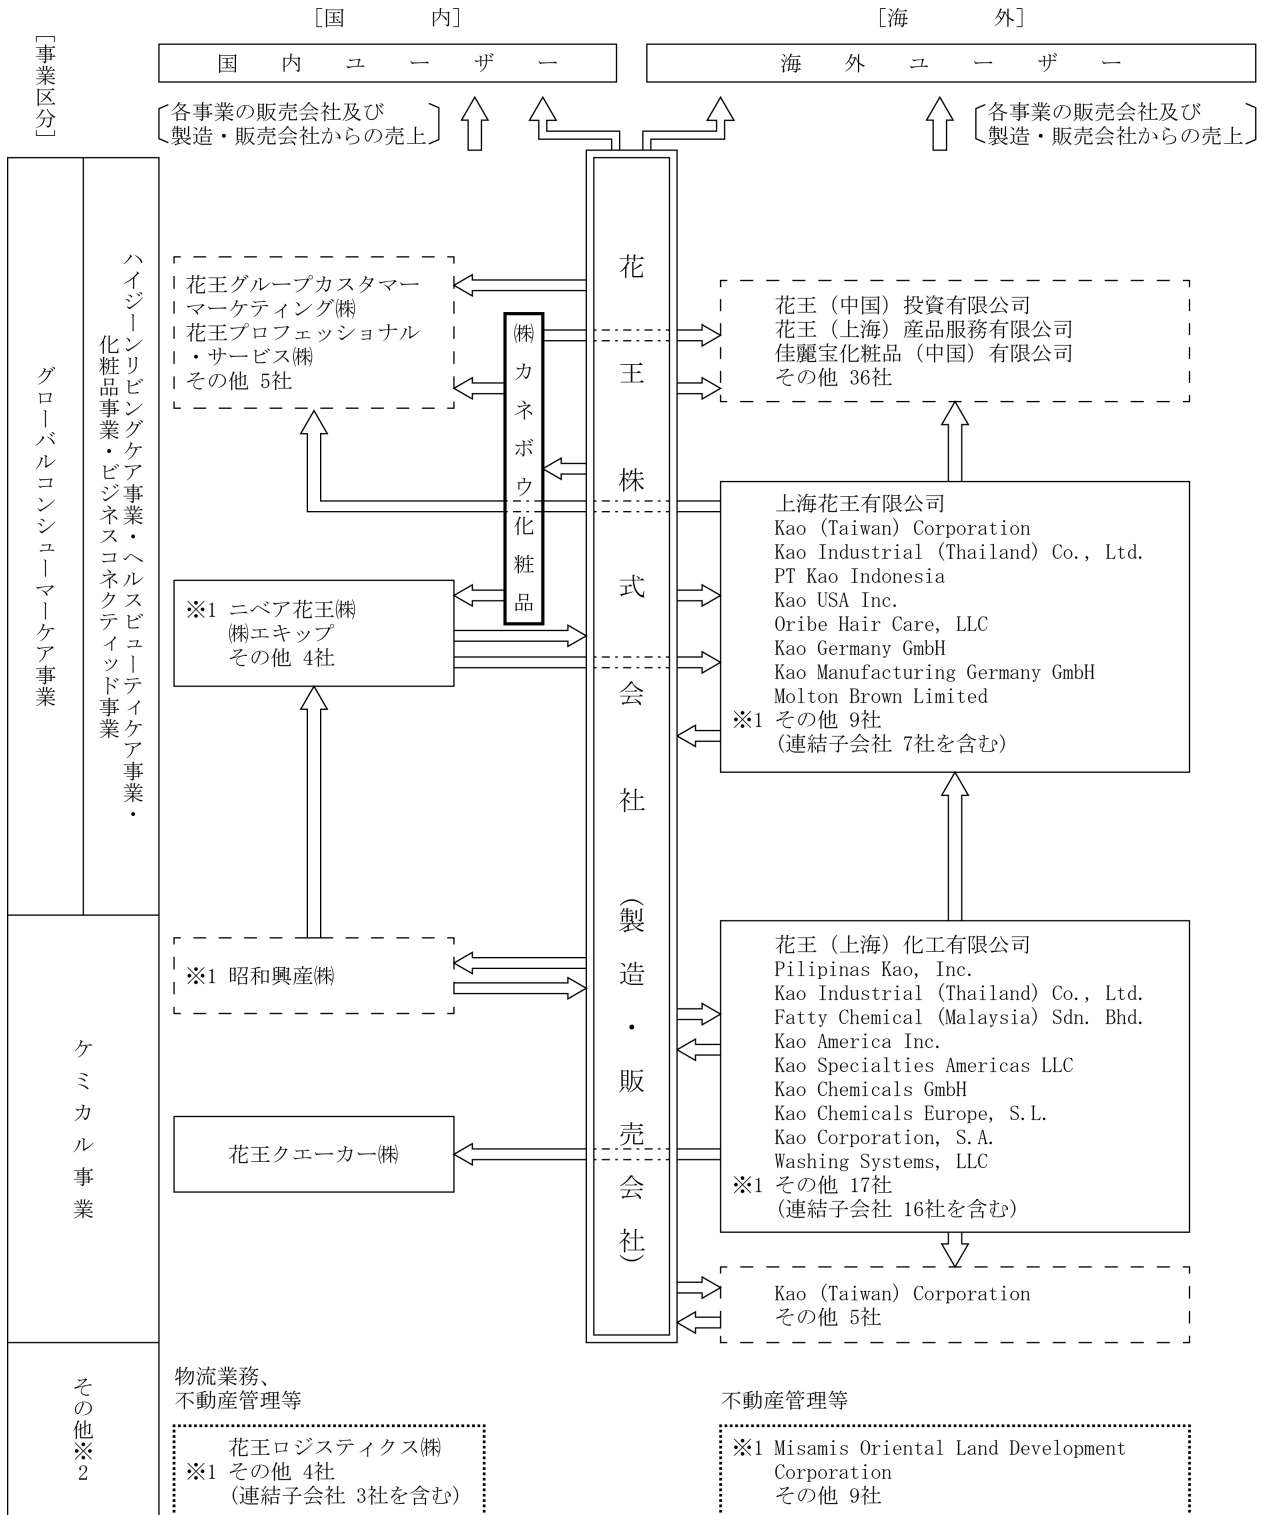 ［国　　　　内］
［海　　　　外］
［事業区分］
国　内　ユ　ー　ザ　ー
海　外　ユ　ー　ザ　ー
各事業の販売会社及び
製造・販売会社からの売上
各事業の販売会社及び
製造・販売会社からの売上
グローバルコンシューマーケア事業
ハイジーンリビングケア事業・ヘルスビューティケア事業・
化粧品事業・ビジネスコネクティッド事業
花王グループカスタマー
マーケティング㈱
花王プロフェッショナル
・サービス㈱
その他 5社
㈱カネボウ化粧品
花王株式会社（製造・販売会社）
花王（中国）投資有限公司
花王（上海）産品服務有限公司
佳麗宝化粧品（中国）有限公司
その他 36社
※1 ニベア花王㈱
㈱エキップ
その他 4社
上海花王有限公司
Kao (Taiwan) Corporation
Kao Industrial (Thailand) Co., Ltd.
PT Kao Indonesia
Kao USA Inc.
Oribe Hair Care, LLC
Kao Germany GmbH
Kao Manufacturing Germany GmbH
Molton Brown Limited
※1 その他 9社
(連結子会社 7社を含む)
ケミカル事業
※1 昭和興産㈱
花王クエーカー㈱
花王（上海）化工有限公司
Pilipinas Kao, Inc.
Kao Industrial (Thailand) Co., Ltd.
Fatty Chemical (Malaysia) Sdn. Bhd.
Kao America Inc.
Kao Specialties Americas LLC
Kao Chemicals GmbH
Kao Chemicals Europe, S.L.
Kao Corporation, S.A.
Washing Systems, LLC
※1 その他 17社
(連結子会社 16社を含む)
Kao (Taiwan) Corporation
その他 5社
その他※2
物流業務、
不動産管理等
花王ロジスティクス㈱
※1 その他 4社
(連結子会社 3社を含む)
不動産管理等
※1 Misamis Oriental Land Development
Corporation
その他 9社